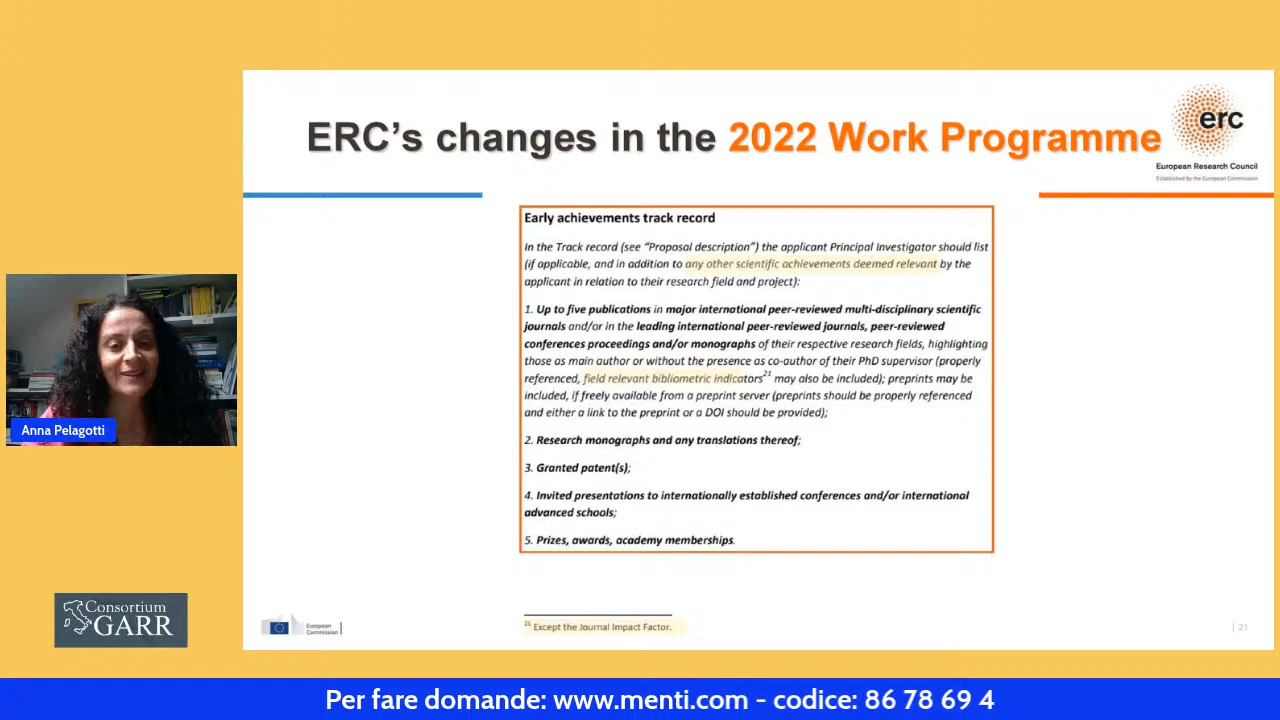 ERC's changes in the 2022 Work Programme
erc
European Research Council
Established by the European Commission
Early achievements track record
In the Track record (see "Proposal description") the applicant Principal Investigator should list
(if applicable, and in addition to any other scientific achievements deemed relevant by the
applicant in relation to their research field and project):
1. Up to five publications in major international peer-reviewed multi-disciplinary scientific
journals and/or in the leading international peer-reviewed journals, peer-reviewed
conferences proceedings and/or monographs of their respective research fields, highlighting
those as main author or without the presence as co-author of their PhD supervisor (properly
referenced, field relevant bibliometric indicators21 may also be included); preprints may be
included, if freely available from a preprint server (preprints should be properly referenced
and either a link to the preprint or a DOI should be provided);
2. Research monographs and any translations thereof;
3. Granted patent(s);
4. Invited presentations to internationally established conferences and/or international
advanced schools;
5. Prizes, awards, academy memberships.
21 Except the Journal Impact Factor.
European
Commission
| 21
Anna Pelagotti
Consortium
GARR
Per fare domande: www.menti.com - codice: 86 78 69 4